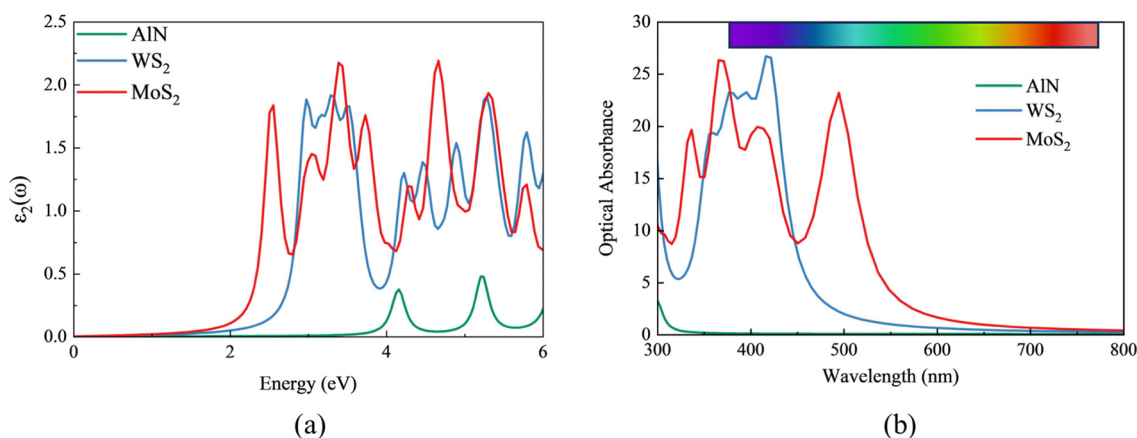 2.5
2.0
1.5
1.0
0.5
0.0
ε₂(ω)
AlN
WS₂
MoS₂
0 2 4 6
Energy (eV)
(a)
30
25
20
15
10
5
0
Optical Absorbance
AlN
WS₂
MoS₂
300 400 500 600 700 800
Wavelength (nm)
(b)